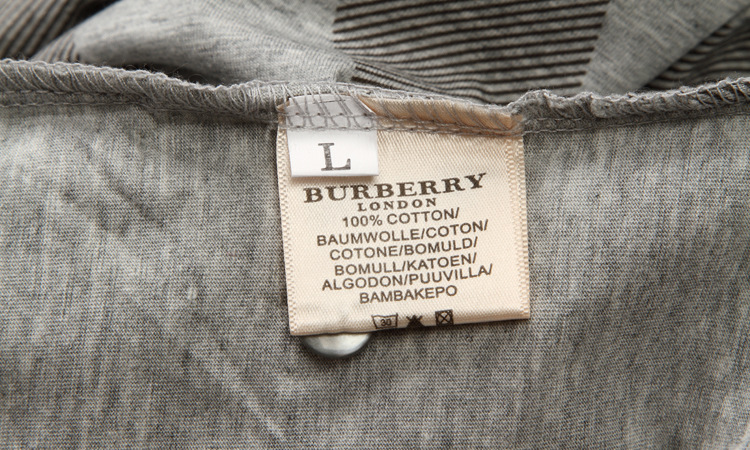 L
BURBERRY
LONDON
100% COTTON/
BAUMWOLLE/COTON/
COTONE/BOMULD/
BOMULL/KATOEN/
ALGODON/PUUVILLA/
BAMBAKEPO
30